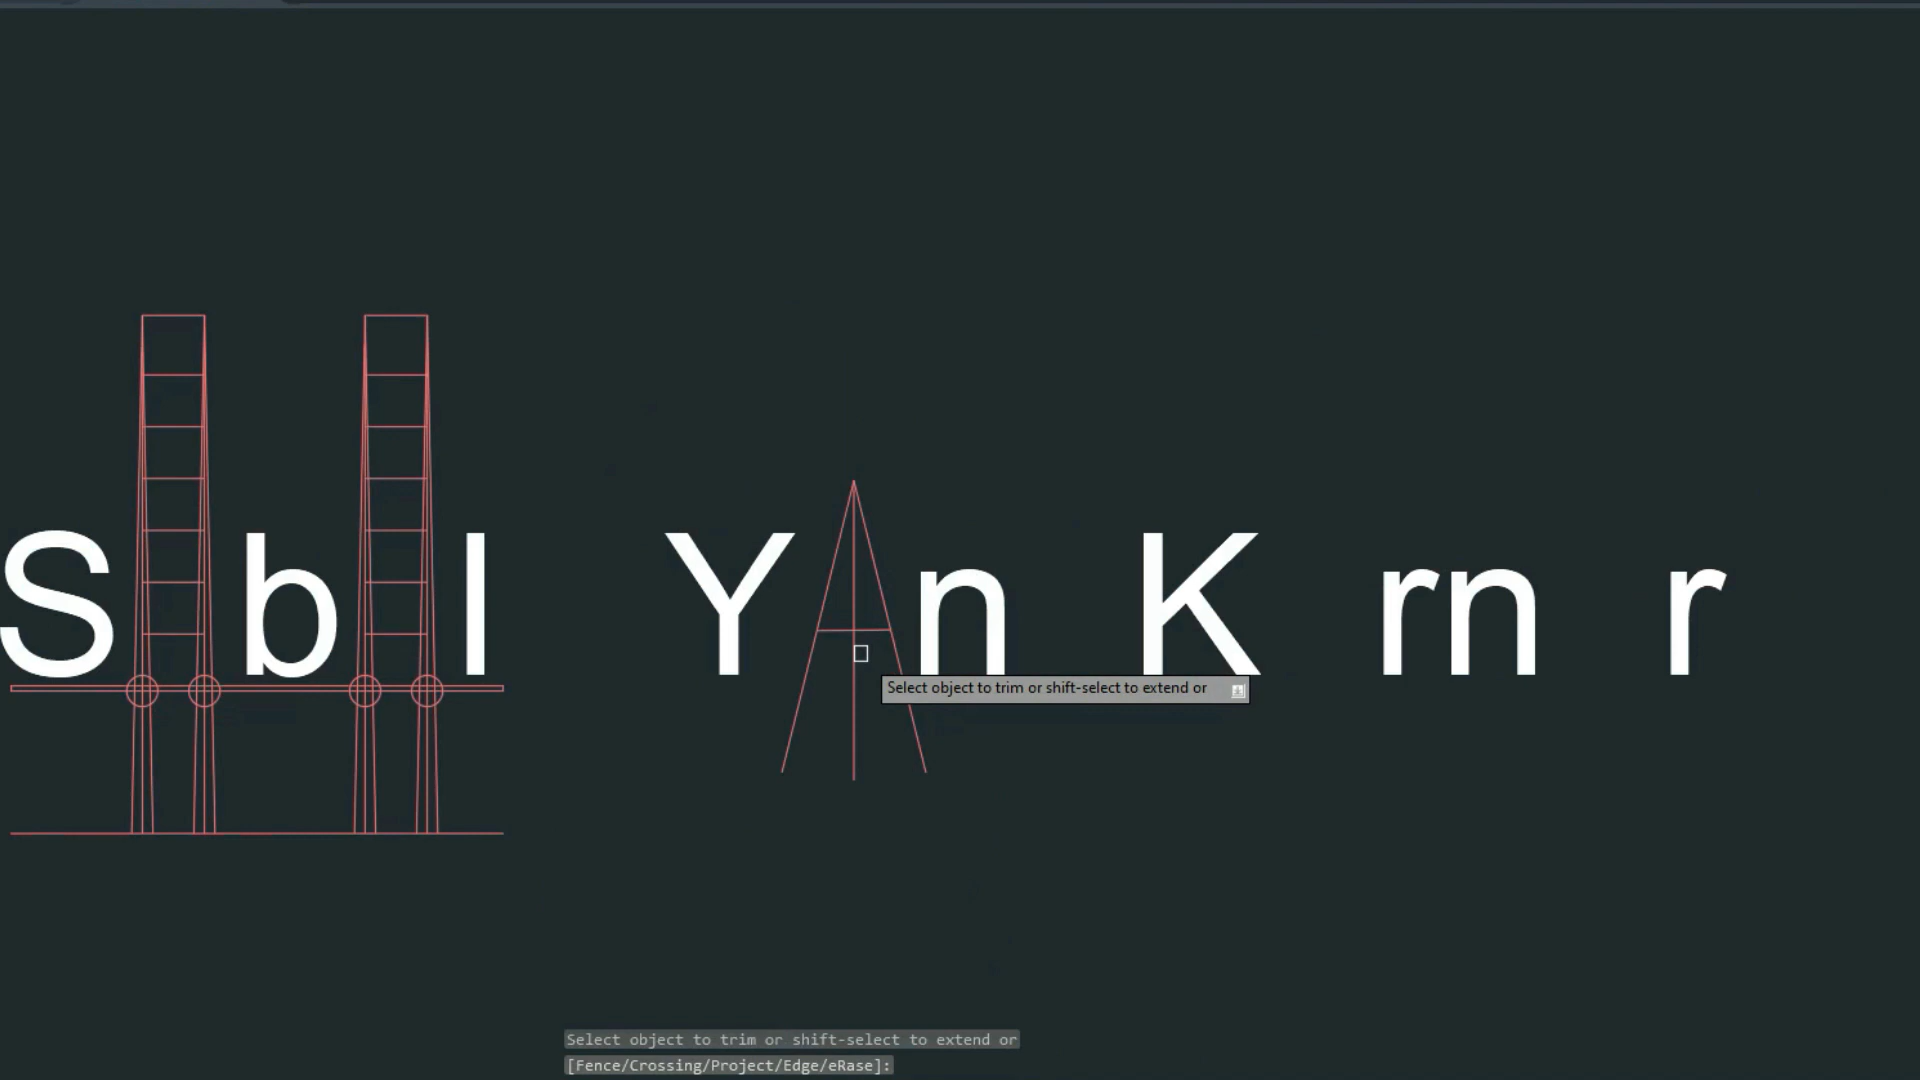 S b l Y n K rn r
Select object to trim or shift-select to extend or
Select object to trim or shift-select to extend or
[Fence/Crossing/Project/Edge/eRase]: